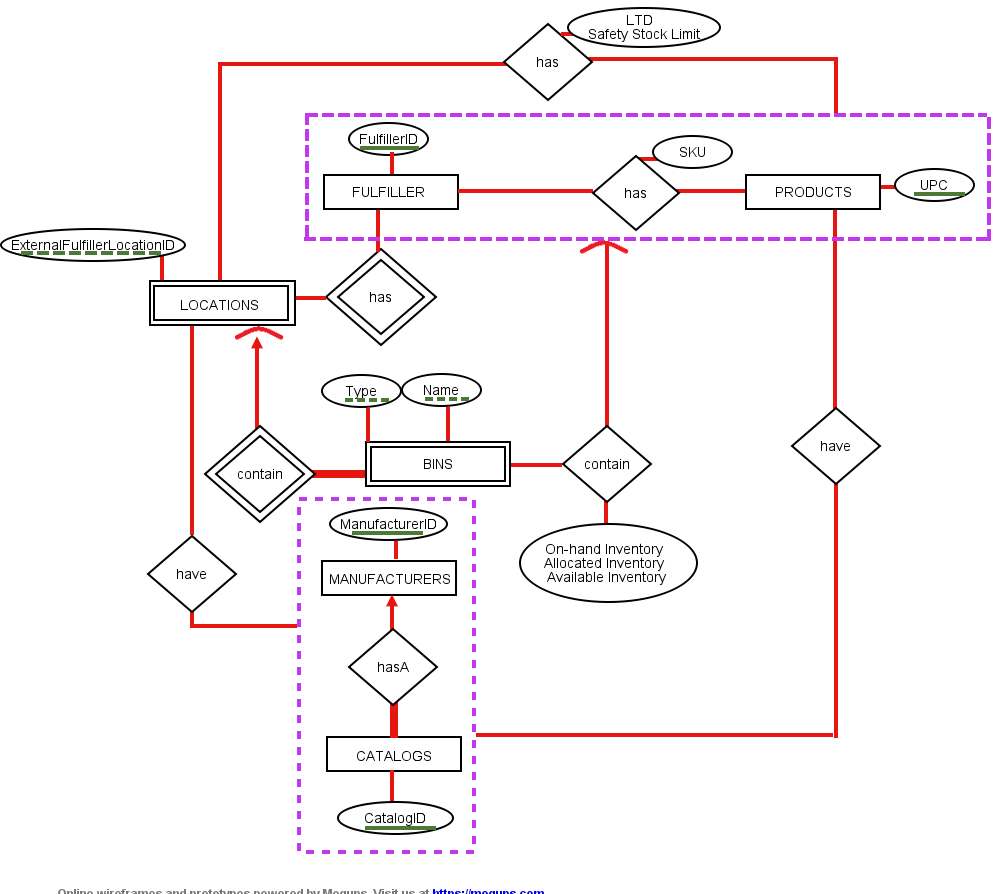 LTD
Safety Stock Limit
has
FulfillerID
SKU
FULFILLER
has
PRODUCTS
UPC
ExternalFulfillerLocationID
LOCATIONS
has
Type
Name
contain
BINS
contain
have
ManufacturerID
On-hand Inventory
Allocated Inventory
Available Inventory
have
MANUFACTURERS
hasA
CATALOGS
CatalogID
Online wireframes and prototypes powered by Moqups. Visit us at https://moqups.com